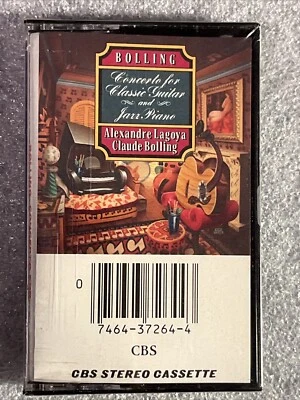 BOLLING
Concerto for
Classic Guitar
and
Jazz Piano
Alexandre Lagoya
Claude Bolling
0
7464-37264-4
CBS
CBS STEREO CASSETTE